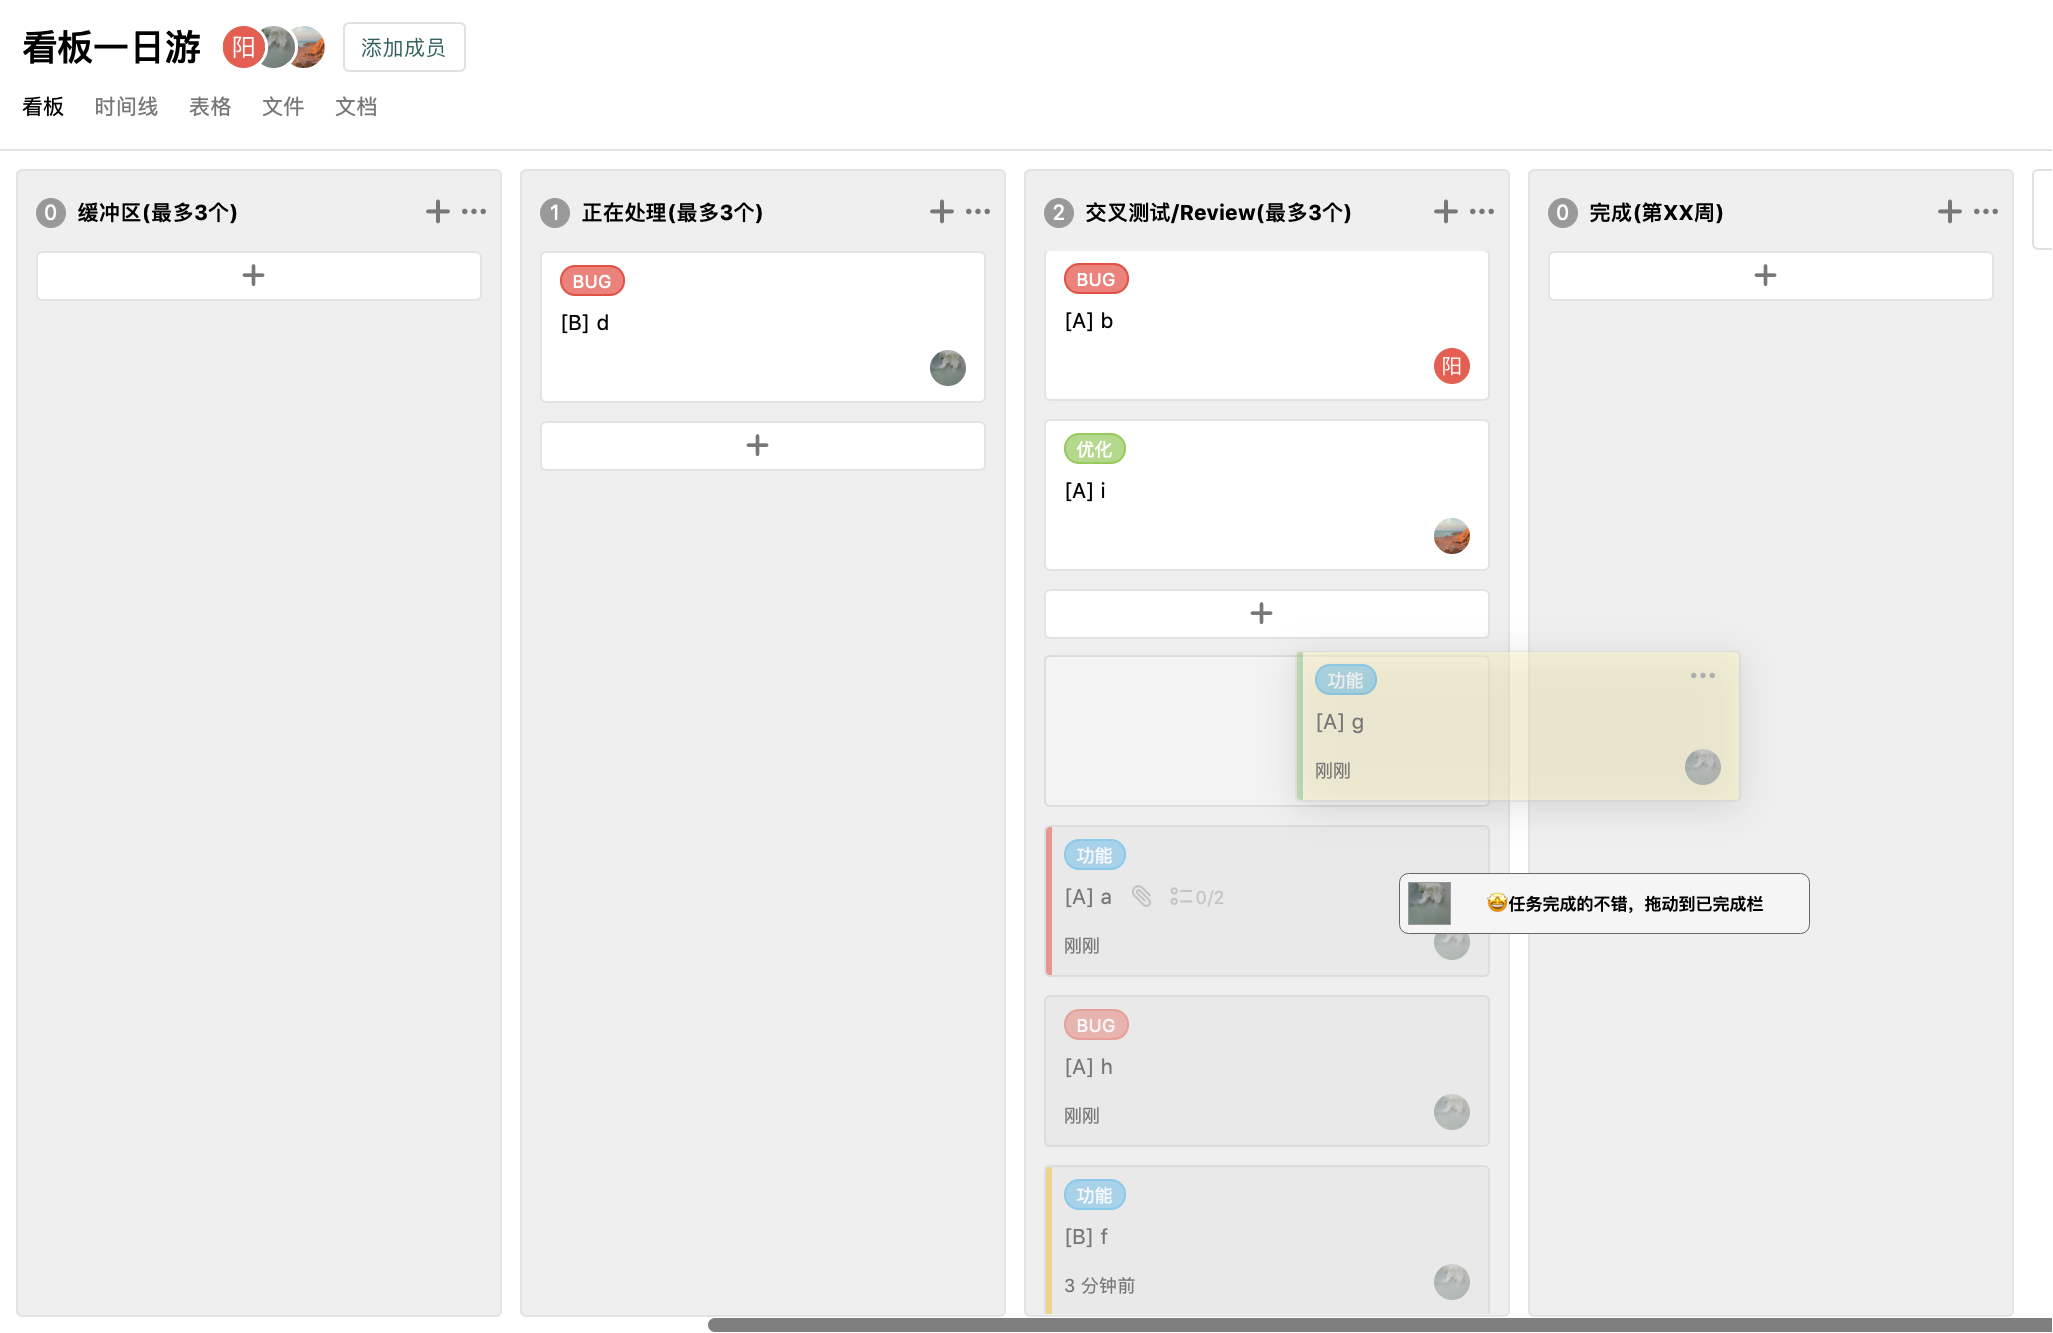 看板一日游
阳
添加成员
看板 时间线 表格 文件 文档
0 缓冲区(最多3个)
1 正在处理(最多3个)
BUG
[B] d
2 交叉测试/Review(最多3个)
BUG
[A] b
阳
优化
[A] i
功能
[A] g
刚刚
功能
[A] a 0/2
刚刚
🤩任务完成的不错，拖动到已完成栏
BUG
[A] h
刚刚
功能
[B] f
3 分钟前
0 完成(第XX周)